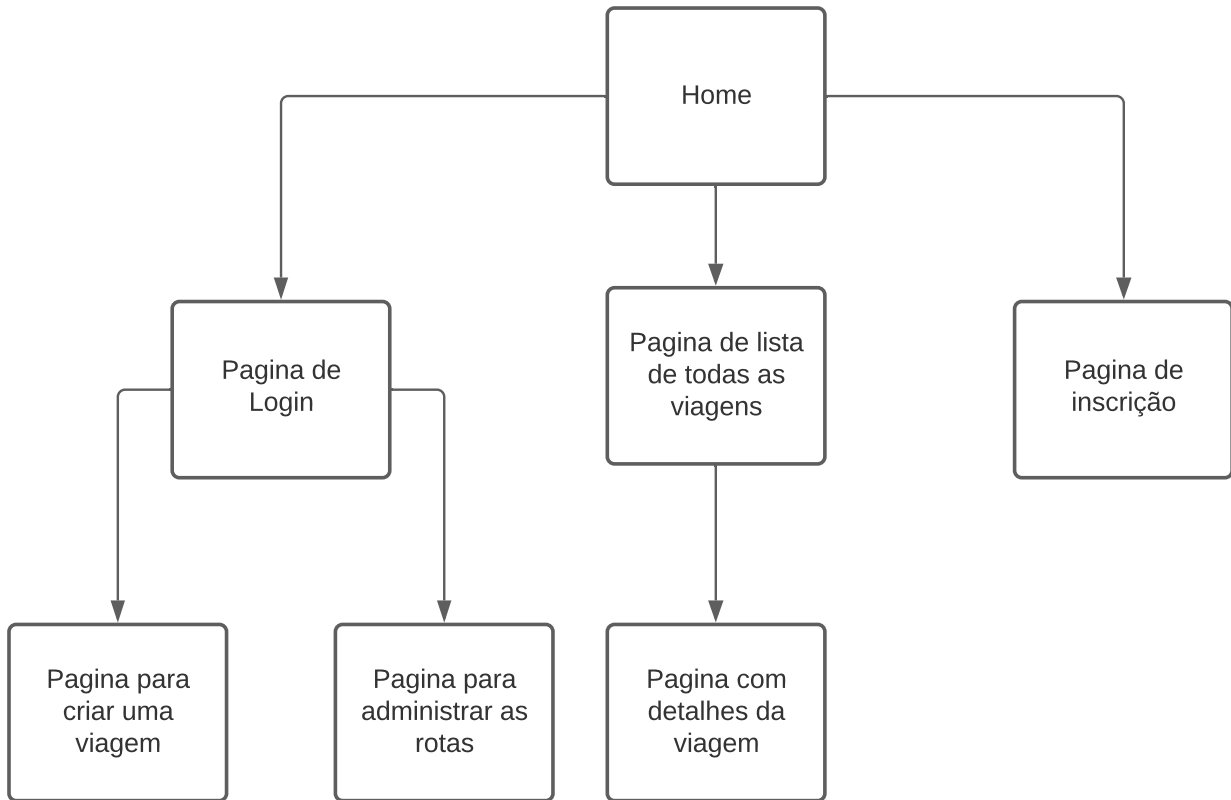 Home
Pagina de
Login
Pagina de lista
de todas as
viagens
Pagina de
inscrição
Pagina para
criar uma
viagem
Pagina para
administrar as
rotas
Pagina com
detalhes da
viagem